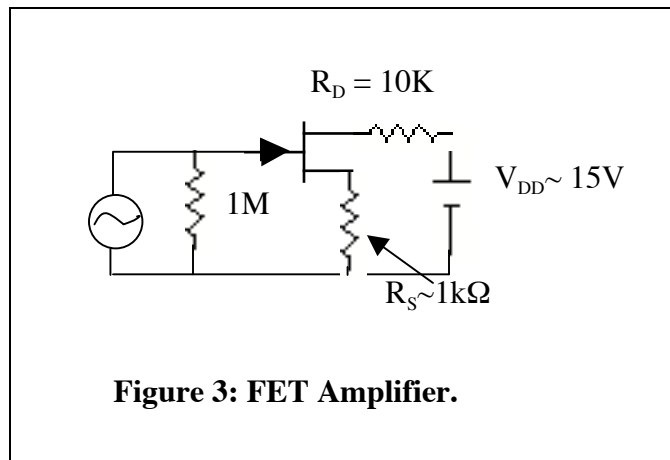 R_D = 10K
1M
V_DD~ 15V
R_S~1kΩ
Figure 3: FET Amplifier.